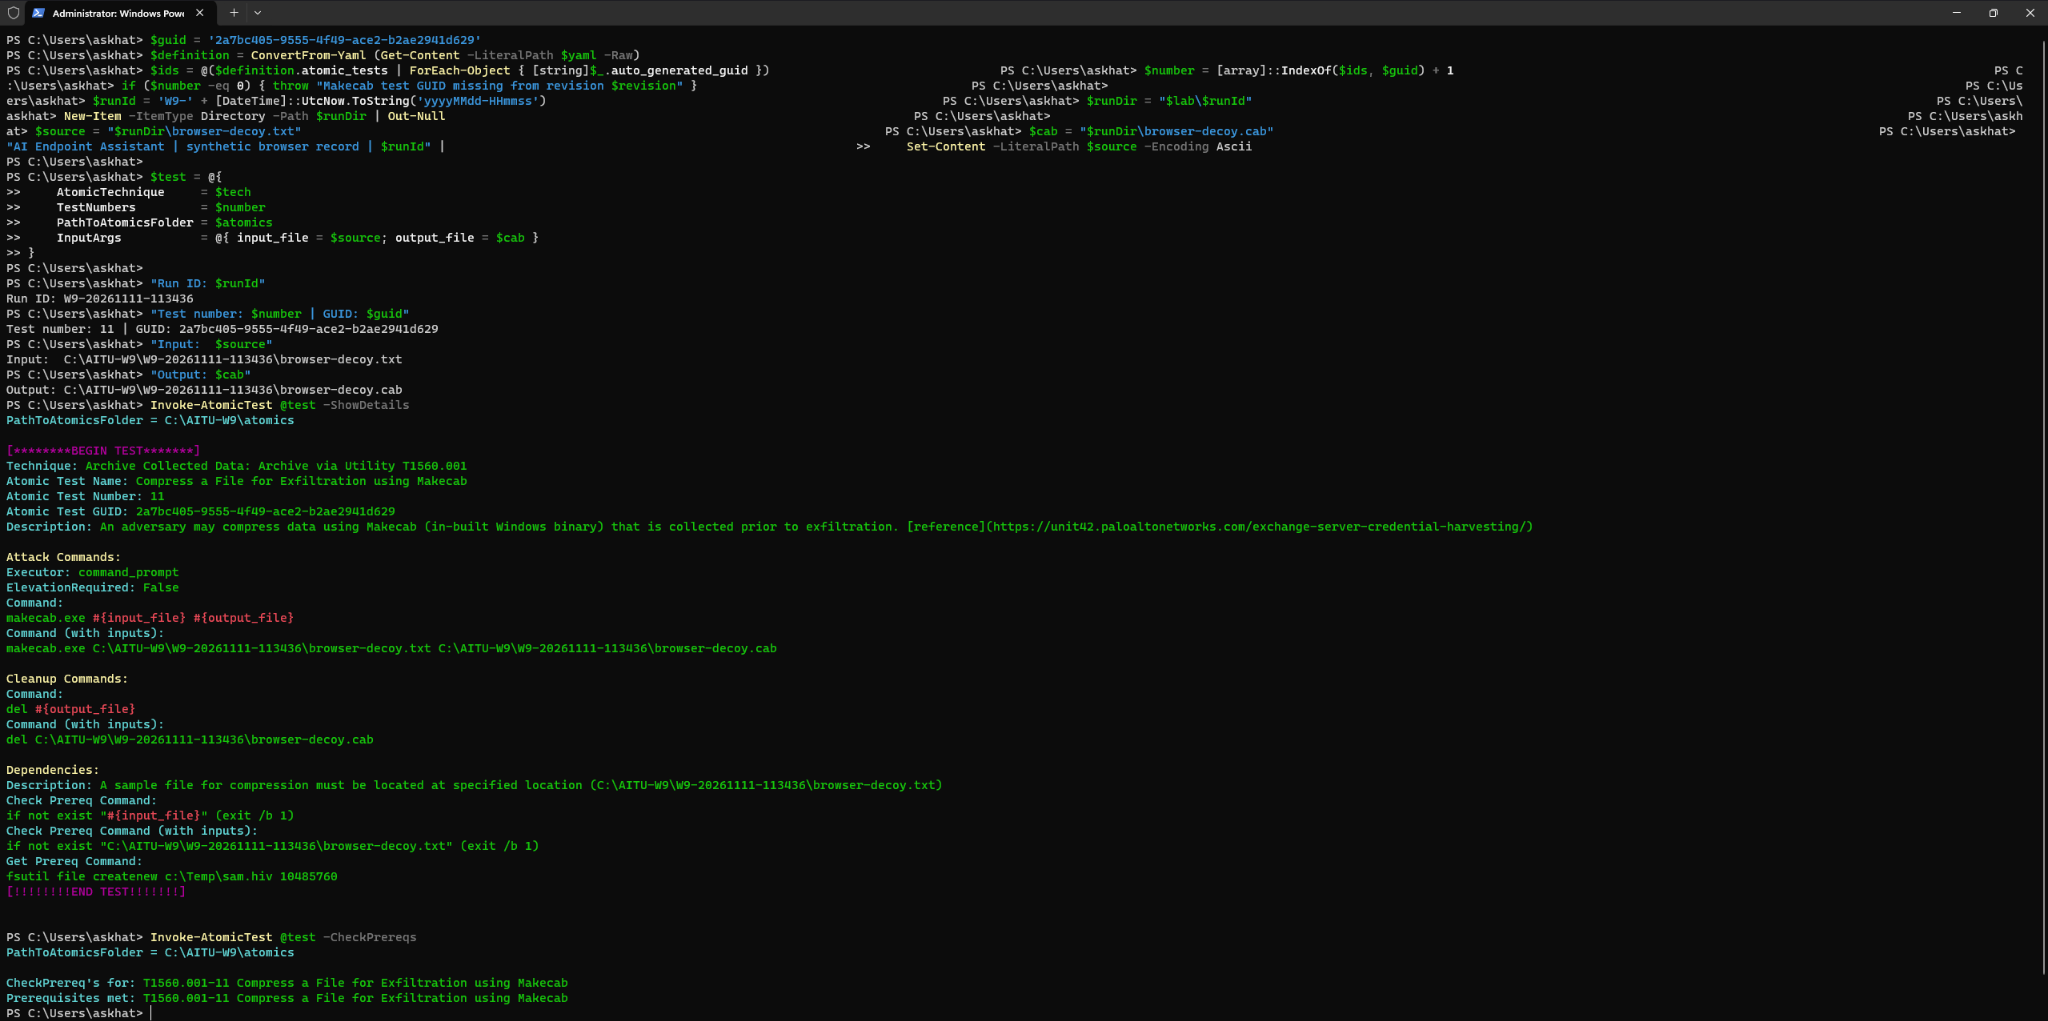 Administrator: Windows Powe
PS C:\Users\askhat> $guid = '2a7bc405-9555-4f49-ace2-b2ae2941d629'
PS C:\Users\askhat> $definition = ConvertFrom-Yaml (Get-Content -LiteralPath $yaml -Raw)
PS C:\Users\askhat> $ids = @($definition.atomic_tests | ForEach-Object { [string]$_.auto_generated_guid }) PS C:\Users\askhat> $number = [array]::IndexOf($ids, $guid) + 1 PS C
:\Users\askhat> if ($number -eq 0) { throw "Makecab test GUID missing from revision $revision" } PS C:\Users\askhat> PS C:\Us
ers\askhat> $runId = 'W9-' + [DateTime]::UtcNow.ToString('yyyyMMdd-HHmmss') PS C:\Users\askhat> $runDir = "$lab\$runId" PS C:\Users\
askhat> New-Item -ItemType Directory -Path $runDir | Out-Null PS C:\Users\askhat> PS C:\Users\askh
at> $source = "$runDir\browser-decoy.txt" PS C:\Users\askhat> $cab = "$runDir\browser-decoy.cab" PS C:\Users\askhat>
"AI Endpoint Assistant | synthetic browser record | $runId" | >> Set-Content -LiteralPath $source -Encoding Ascii
PS C:\Users\askhat>
PS C:\Users\askhat> $test = @{
>> AtomicTechnique = $tech
>> TestNumbers = $number
>> PathToAtomicsFolder = $atomics
>> InputArgs = @{ input_file = $source; output_file = $cab }
>> }
PS C:\Users\askhat>
PS C:\Users\askhat> "Run ID: $runId"
Run ID: W9-20261111-113436
PS C:\Users\askhat> "Test number: $number | GUID: $guid"
Test number: 11 | GUID: 2a7bc405-9555-4f49-ace2-b2ae2941d629
PS C:\Users\askhat> "Input:  $source"
Input:  C:\AITU-W9\W9-20261111-113436\browser-decoy.txt
PS C:\Users\askhat> "Output: $cab"
Output: C:\AITU-W9\W9-20261111-113436\browser-decoy.cab
PS C:\Users\askhat> Invoke-AtomicTest @test -ShowDetails
PathToAtomicsFolder = C:\AITU-W9\atomics
[********BEGIN TEST*******]
Technique: Archive Collected Data: Archive via Utility T1560.001
Atomic Test Name: Compress a File for Exfiltration using Makecab
Atomic Test Number: 11
Atomic Test GUID: 2a7bc405-9555-4f49-ace2-b2ae2941d629
Description: An adversary may compress data using Makecab (in-built Windows binary) that is collected prior to exfiltration. [reference](https://unit42.paloaltonetworks.com/exchange-server-credential-harvesting/)
Attack Commands:
Executor: command_prompt
ElevationRequired: False
Command:
makecab.exe #{input_file} #{output_file}
Command (with inputs):
makecab.exe C:\AITU-W9\W9-20261111-113436\browser-decoy.txt C:\AITU-W9\W9-20261111-113436\browser-decoy.cab
Cleanup Commands:
Command:
del #{output_file}
Command (with inputs):
del C:\AITU-W9\W9-20261111-113436\browser-decoy.cab
Dependencies:
Description: A sample file for compression must be located at specified location (C:\AITU-W9\W9-20261111-113436\browser-decoy.txt)
Check Prereq Command:
if not exist "#{input_file}" (exit /b 1)
Check Prereq Command (with inputs):
if not exist "C:\AITU-W9\W9-20261111-113436\browser-decoy.txt" (exit /b 1)
Get Prereq Command:
fsutil file createnew c:\Temp\sam.hiv 10485760
[!!!!!!!!END TEST!!!!!!!]
PS C:\Users\askhat> Invoke-AtomicTest @test -CheckPrereqs
PathToAtomicsFolder = C:\AITU-W9\atomics
CheckPrereq's for: T1560.001-11 Compress a File for Exfiltration using Makecab
Prerequisites met: T1560.001-11 Compress a File for Exfiltration using Makecab
PS C:\Users\askhat>